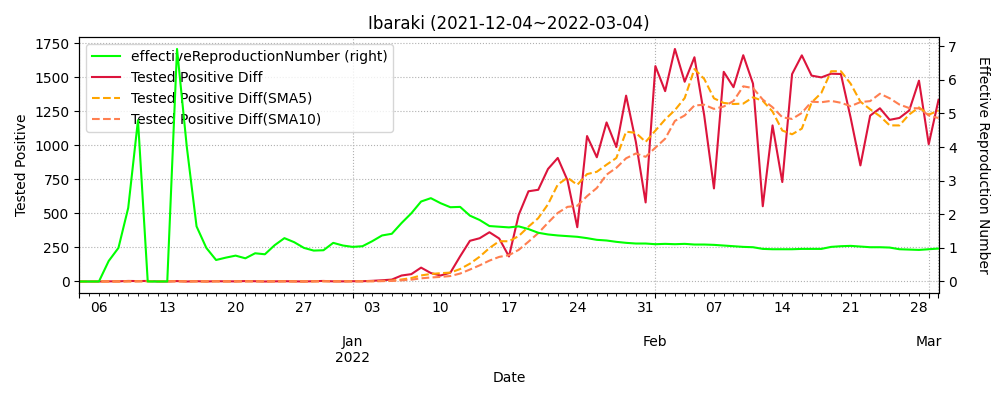 Ibaraki (2021-12-04~2022-03-04)
effectiveReproductionNumber (right)
Tested Positive Diff
Tested Positive Diff(SMA5)
Tested Positive Diff(SMA10)
Tested Positive
1750
1500
1250
1000
750
500
250
0
7
6
5
4
3
2
1
0
Effective Reproduction Number
06 13 20 27 03 10 17 24 31 07 14 21 28
Jan Feb Mar
2022
Date